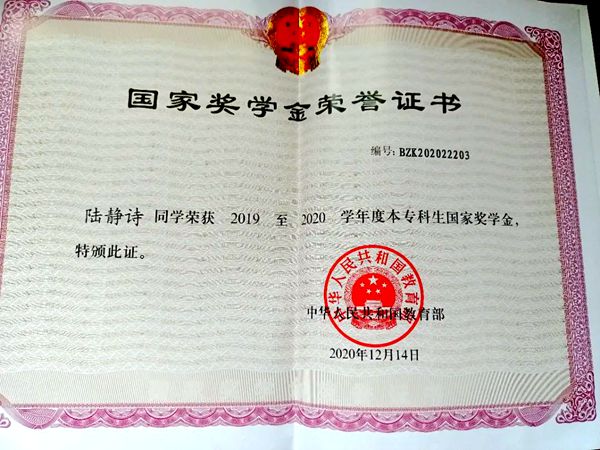 国家奖学金荣誉证书
编号：BZK202022203
陆静诗 同学荣获 2019 至 2020 学年度本专科生国家奖学金，
特颁此证。
中华人民共和国教育部
中华人民共和国教育部
2020年12月14日